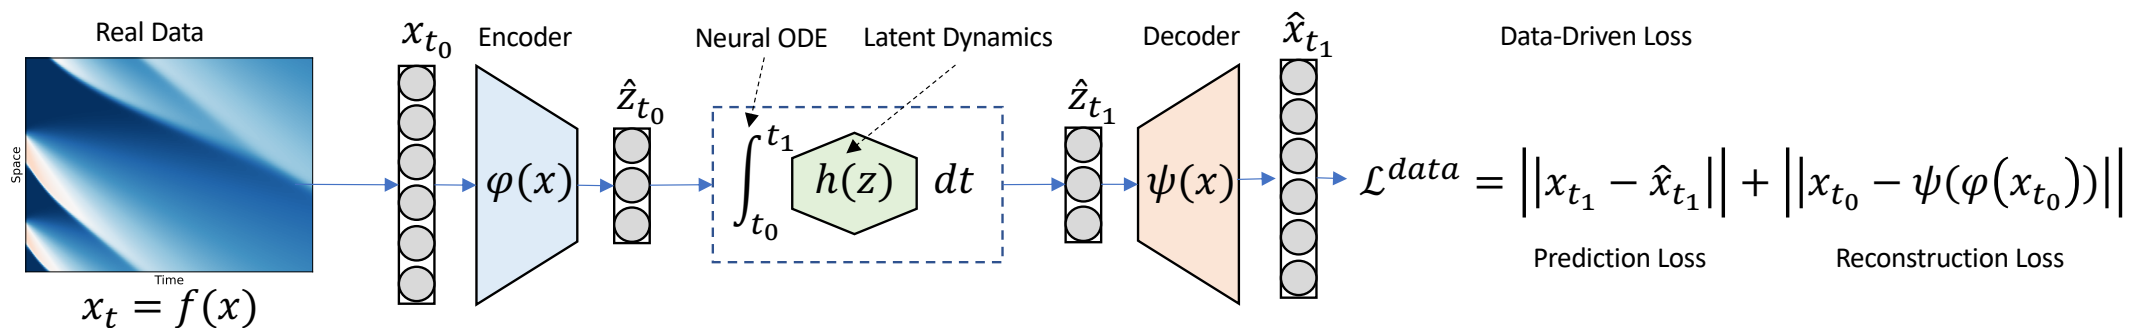 Real Data
Space
Time
x_t = f(x)
x_{t_0}
Encoder
φ(x)
ẑ_{t_0}
Neural ODE
Latent Dynamics
∫_{t_0}^{t_1} h(z) dt
ẑ_{t_1}
Decoder
ψ(x)
x̂_{t_1}
Data-Driven Loss
ℒ^{data} = ||x_{t_1} − x̂_{t_1}|| + ||x_{t_0} − ψ(φ(x_{t_0}))||
Prediction Loss
Reconstruction Loss